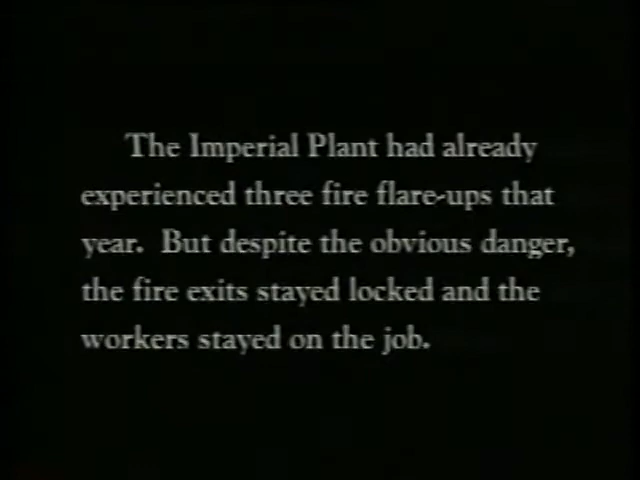 The Imperial Plant had already
experienced three fire flare-ups that
year. But despite the obvious danger,
the fire exits stayed locked and the
workers stayed on the job.